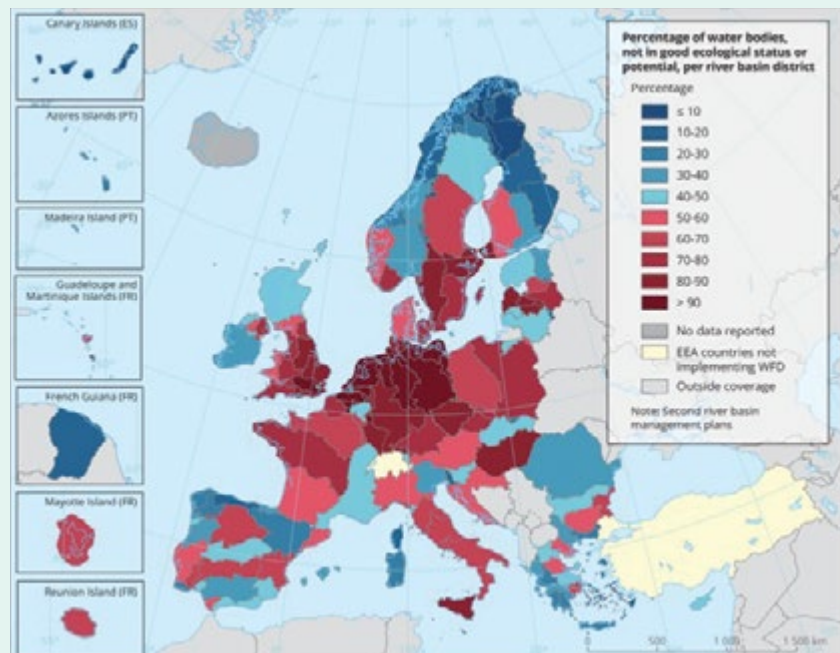 Canary Islands (ES)
Azores Islands (PT)
Madeira Island (PT)
Guadeloupe and
Martinique Islands (FR)
French Guiana (FR)
Mayotte Island (FR)
Reunion Island (FR)
Percentage of water bodies,
not in good ecological status or
potential, per river basin district
Percentage
≤ 10
10-20
20-30
30-40
40-50
50-60
60-70
70-80
80-90
> 90
No data reported
EEA countries not
implementing WFD
Outside coverage
Note: Second river basin
management plans
0 500 1 000 1 500 km